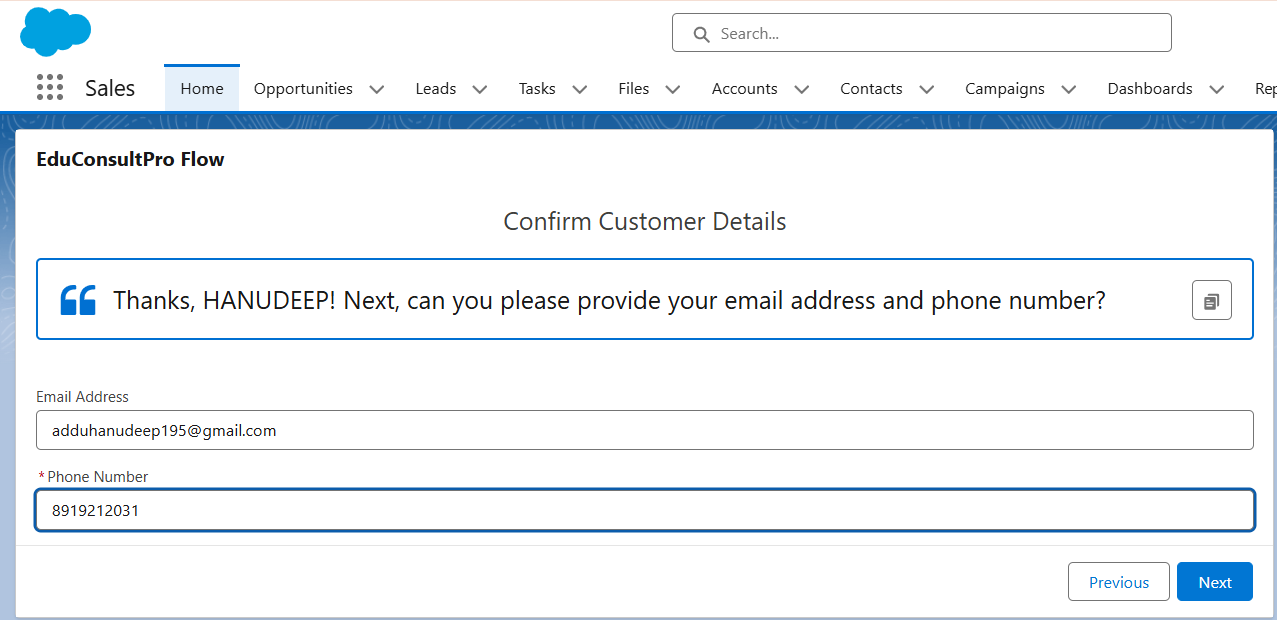 Search...
Sales Home Opportunities Leads Tasks Files Accounts Contacts Campaigns Dashboards Rep
EduConsultPro Flow
Confirm Customer Details
Thanks, HANUDEEP! Next, can you please provide your email address and phone number?
Email Address
adduhanudeep195@gmail.com
*Phone Number
8919212031
Previous Next